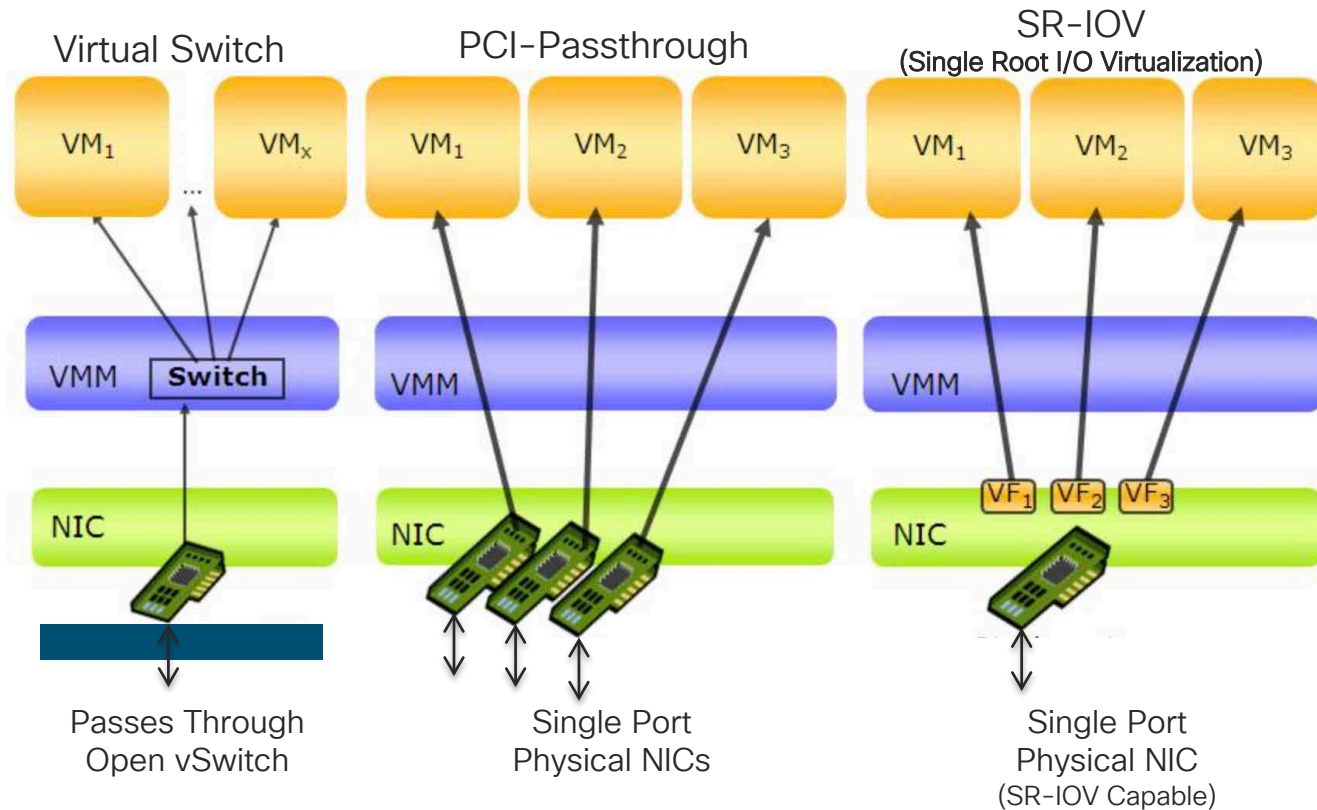 Virtual Switch
VM1
...
VMx
VMM
Switch
NIC
Passes Through
Open vSwitch
PCI-Passthrough
VM1
VM2
VM3
VMM
NIC
Single Port
Physical NICs
SR-IOV
(Single Root I/O Virtualization)
VM1
VM2
VM3
VMM
VF1
VF2
VF3
NIC
Single Port
Physical NIC
(SR-IOV Capable)